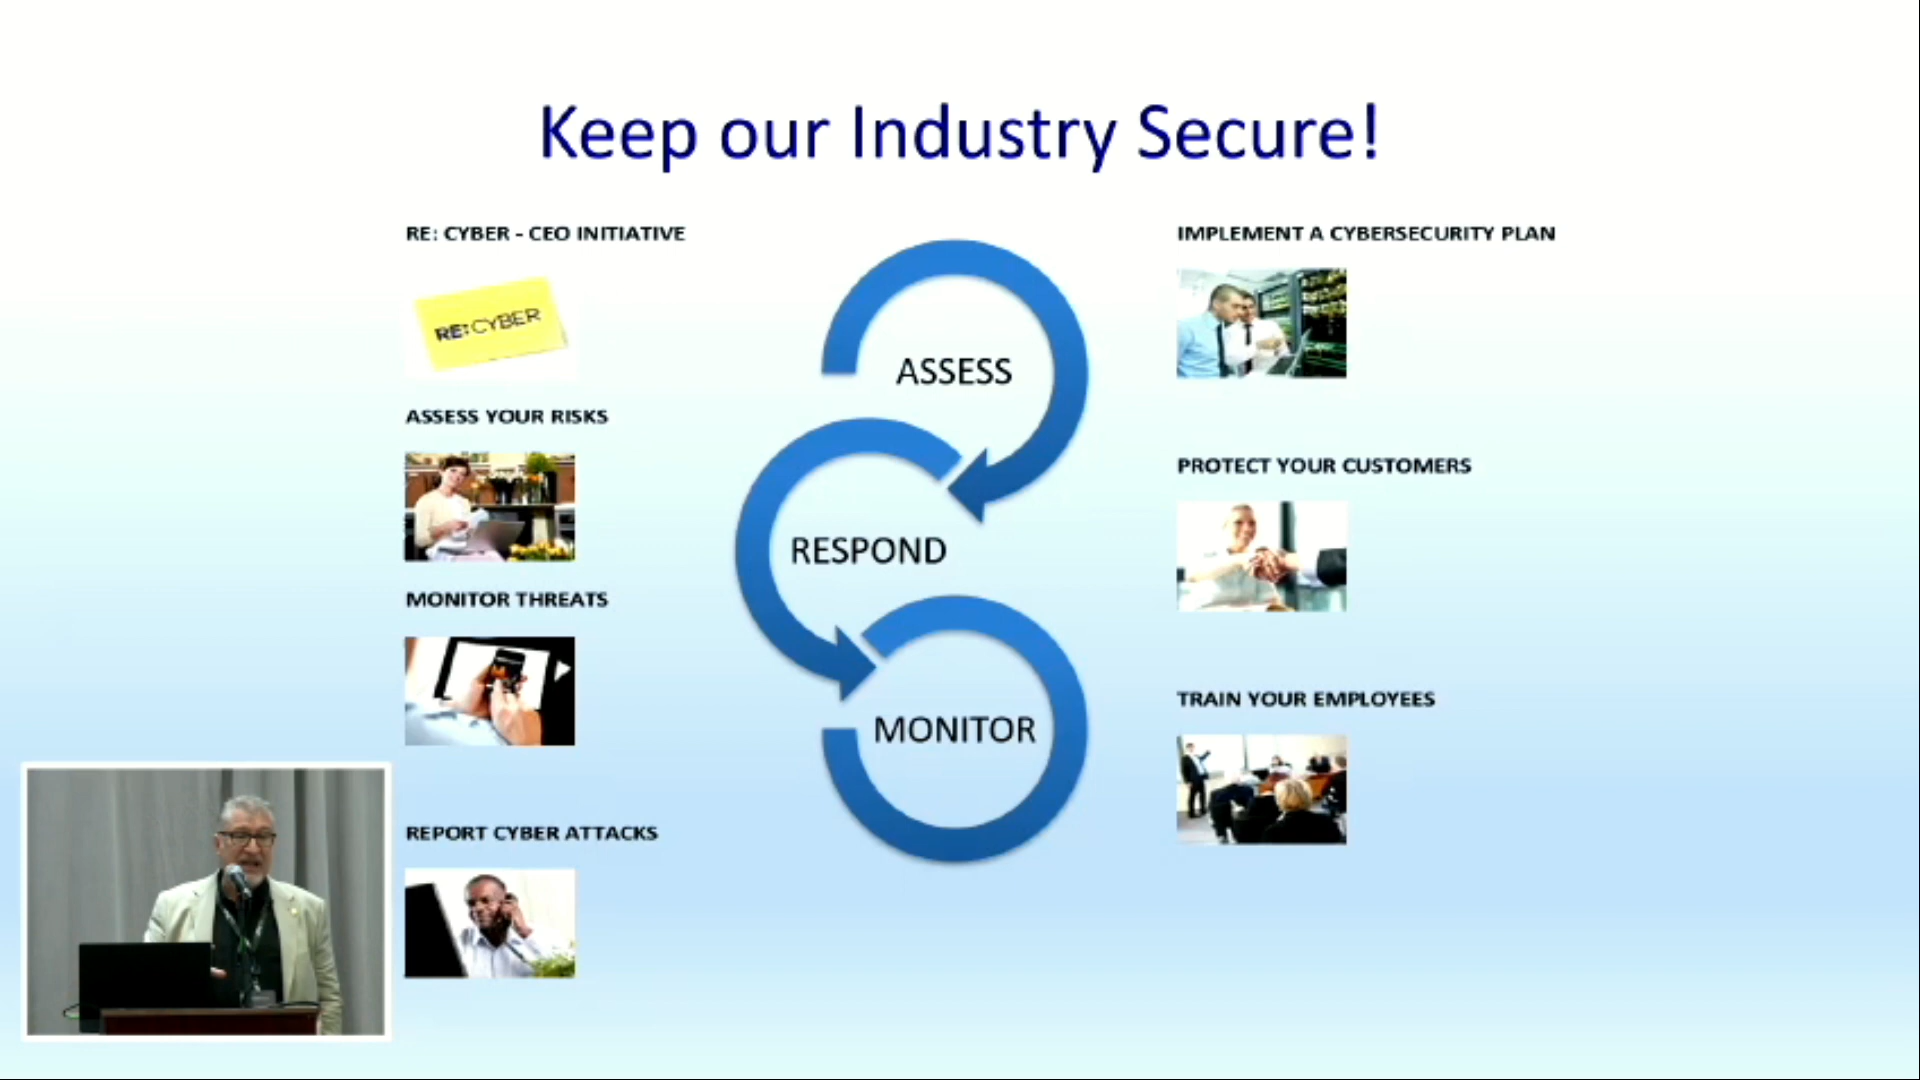 Keep our Industry Secure!
RE: CYBER - CEO INITIATIVE
RE:CYBER
ASSESS YOUR RISKS
MONITOR THREATS
REPORT CYBER ATTACKS
ASSESS
RESPOND
MONITOR
IMPLEMENT A CYBERSECURITY PLAN
PROTECT YOUR CUSTOMERS
TRAIN YOUR EMPLOYEES